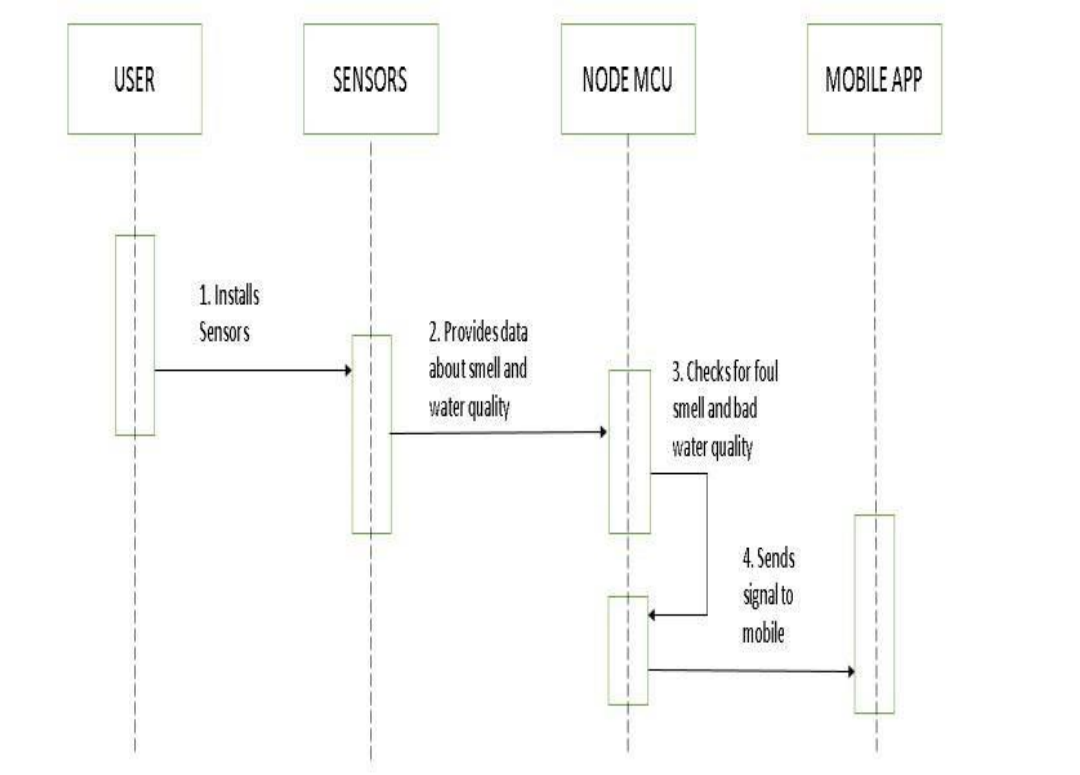 USER
SENSORS
NODE MCU
MOBILE APP
1. Installs
Sensors
2. Provides data
about smell and
water quality
3. Checks for foul
smell and bad
water quality
4. Sends
signal to
mobile